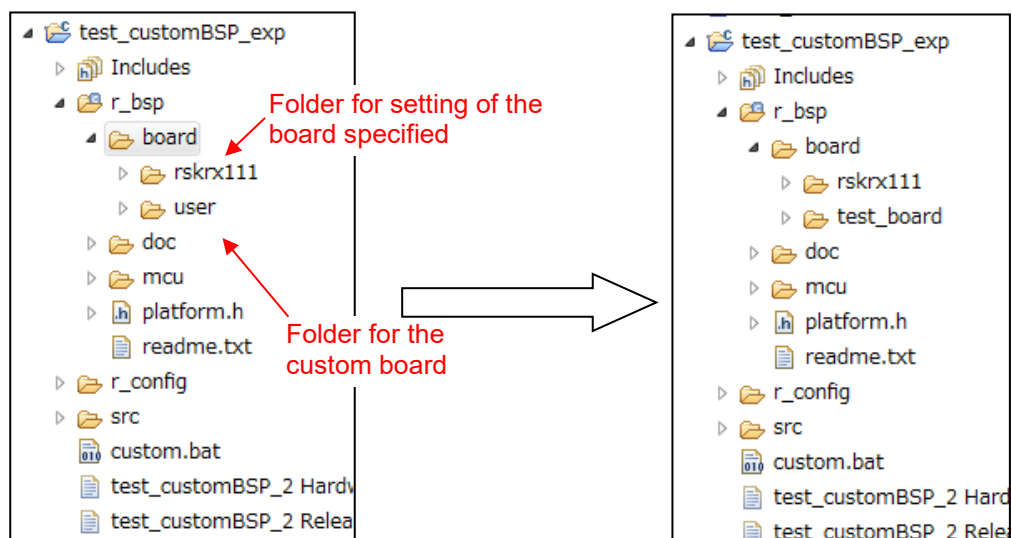 test_customBSP_exp
Includes
r_bsp
board
rskrx111
user
doc
mcu
platform.h
readme.txt
r_config
src
custom.bat
test_customBSP_2 Hardw
test_customBSP_2 Relea
Folder for setting of the
board specified
Folder for the
custom board
test_customBSP_exp
Includes
r_bsp
board
rskrx111
test_board
doc
mcu
platform.h
readme.txt
r_config
src
custom.bat
test_customBSP_2 Hard
test_customBSP_2 Relea